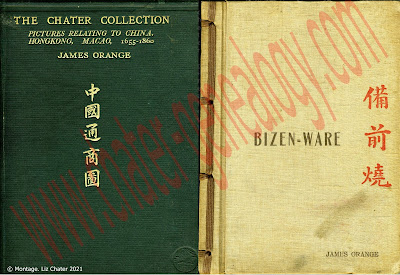 THE CHATER COLLECTION
PICTURES RELATING TO CHINA,
HONGKONG, MACAO, 1655-1860
JAMES ORANGE
中國通商圖
© Montage. Liz Chater 2021
BIZEN-WARE
備前燒
JAMES ORANGE
www.chater-genealogy.com